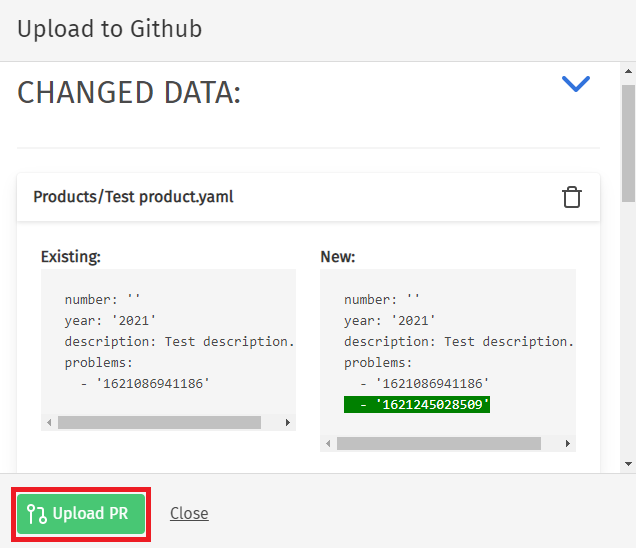 Upload to Github
CHANGED DATA:
Products/Test product.yaml
Existing:
number: ''
year: '2021'
description: Test description.
problems:
- '1621086941186'
New:
number: ''
year: '2021'
description: Test description.
problems:
- '1621086941186'
- '1621245028509'
Upload PR
Close